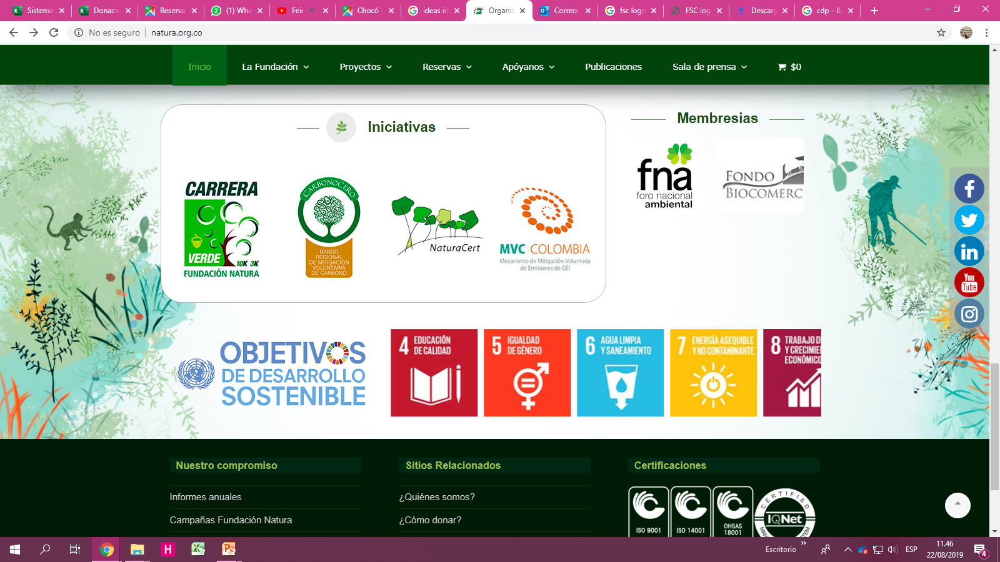 Sistema
Donacio
Reserva
(1) Wha
Feic
Chocó -
ideas in
Organiz
Correo:
fsc logo
FSC log
Descarg
cdp - B
No es seguro
natura.org.co
Inicio
La Fundación
Proyectos
Reservas
Apóyanos
Publicaciones
Sala de prensa
$0
Iniciativas
Membresias
CARRERA
VERDE
10K 3K
FUNDACIÓN NATURA
CARBONOCERO
BANCO
REGIONAL
DE MITIGACIÓN
VOLUNTARIA
DE CARBONO
NaturaCert
MVC COLOMBIA
Mecanismo de Mitigación Voluntaria
de Emisiones de GEI
fna
foro nacional
ambiental
FONDO
BIOCOMERC
You
Tube
OBJETIVOS
DE DESARROLLO
SOSTENIBLE
4 EDUCACIÓN
DE CALIDAD
5 IGUALDAD
DE GÉNERO
6 AGUA LIMPIA
Y SANEAMIENTO
7 ENERGÍA ASEQUIBLE
Y NO CONTAMINANTE
8 TRABAJO DE
Y CRECIMIEN
ECONÓMICO
Nuestro compromiso
Informes anuales
Campañas Fundación Natura
Sitios Relacionados
¿Quiénes somos?
¿Cómo donar?
Certificaciones
ISO 9001
ISO 14001
OHSAS
18001
CERTIFIED
IQNet
Escritorio
ESP
11.46
22/08/2019
4